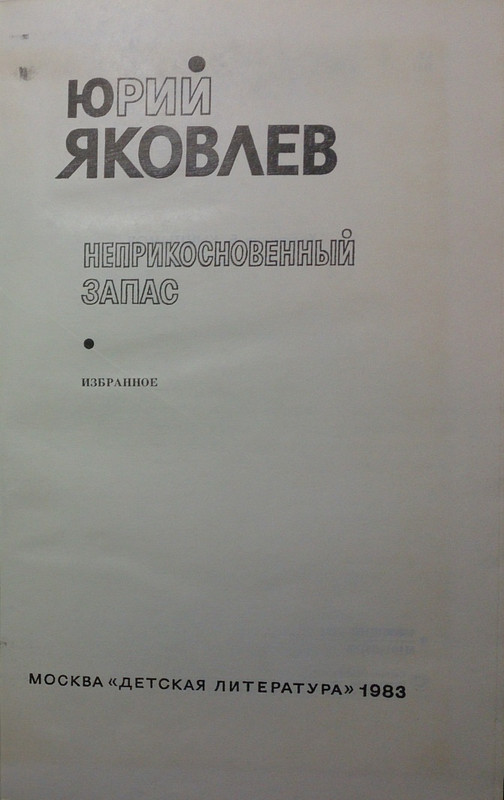 ЮРИЙ
ЯКОВЛЕВ
НЕПРИКОСНОВЕННЫЙ
ЗАПАС
ИЗБРАННОЕ
МОСКВА «ДЕТСКАЯ ЛИТЕРАТУРА» 1983